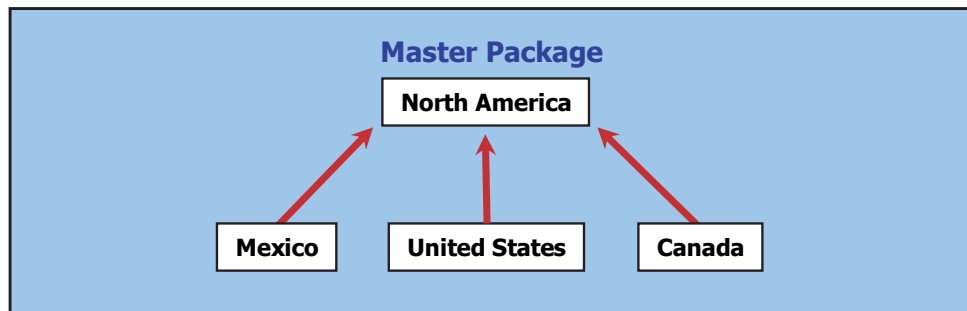 Master Package
North America
Mexico
United States
Canada